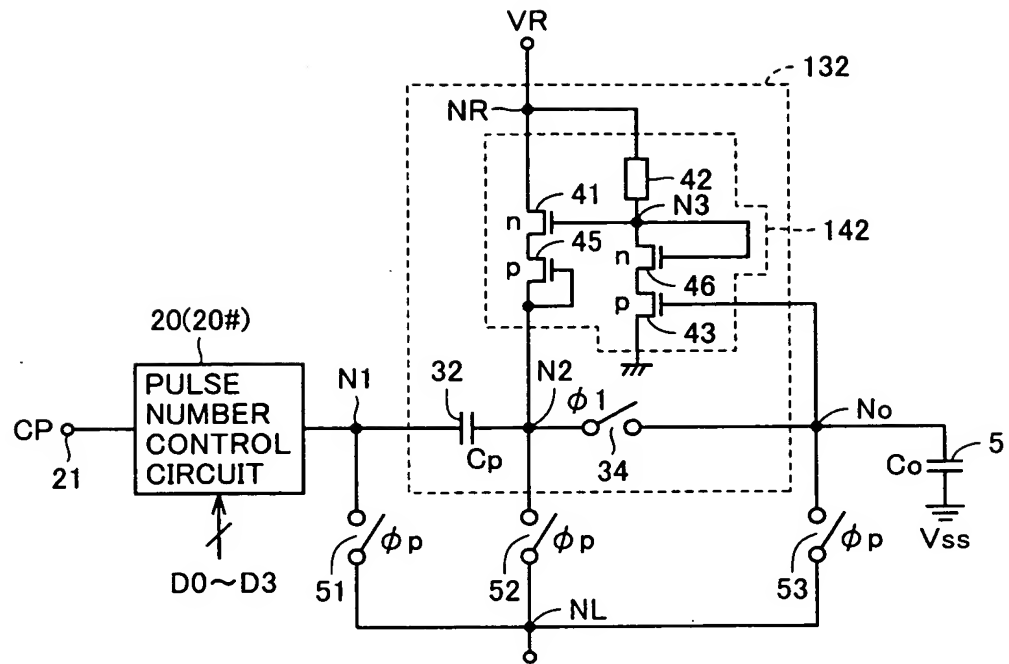 VR
132
NR
42
41
N3
n
45
142
n
p
46
p
43
20(20#)
PULSE
NUMBER
CONTROL
CIRCUIT
N1
32
N2
ϕ1
No
5
CP
21
Cp
34
Co
Vss
ϕp
ϕp
ϕp
51
52
53
D0~D3
NL